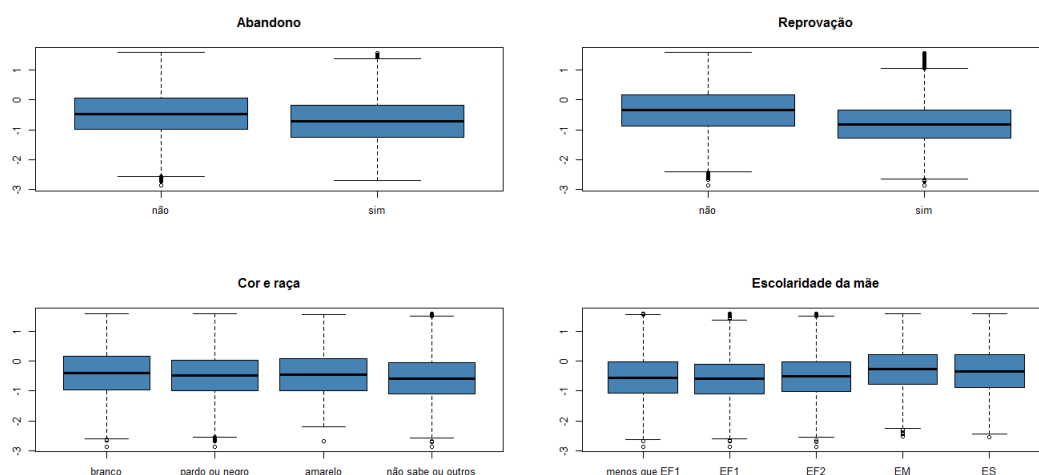 Abandono
1
0
-1
-2
-3
não sim
Reprovação
1
0
-1
-2
-3
não sim
Cor e raça
1
0
-1
-2
-3
branco pardo ou negro amarelo não sabe ou outros
Escolaridade da mãe
1
0
-1
-2
-3
menos que EF1 EF1 EF2 EM ES